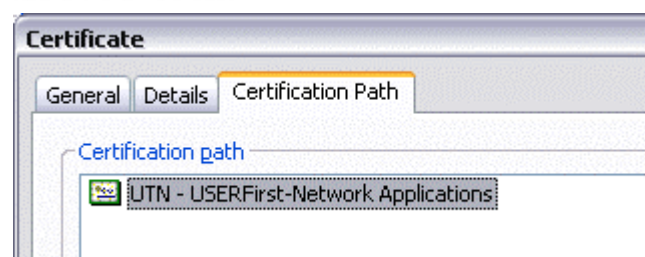 Certificate
General Details Certification Path
Certification path
UTN - USERFirst-Network Applications